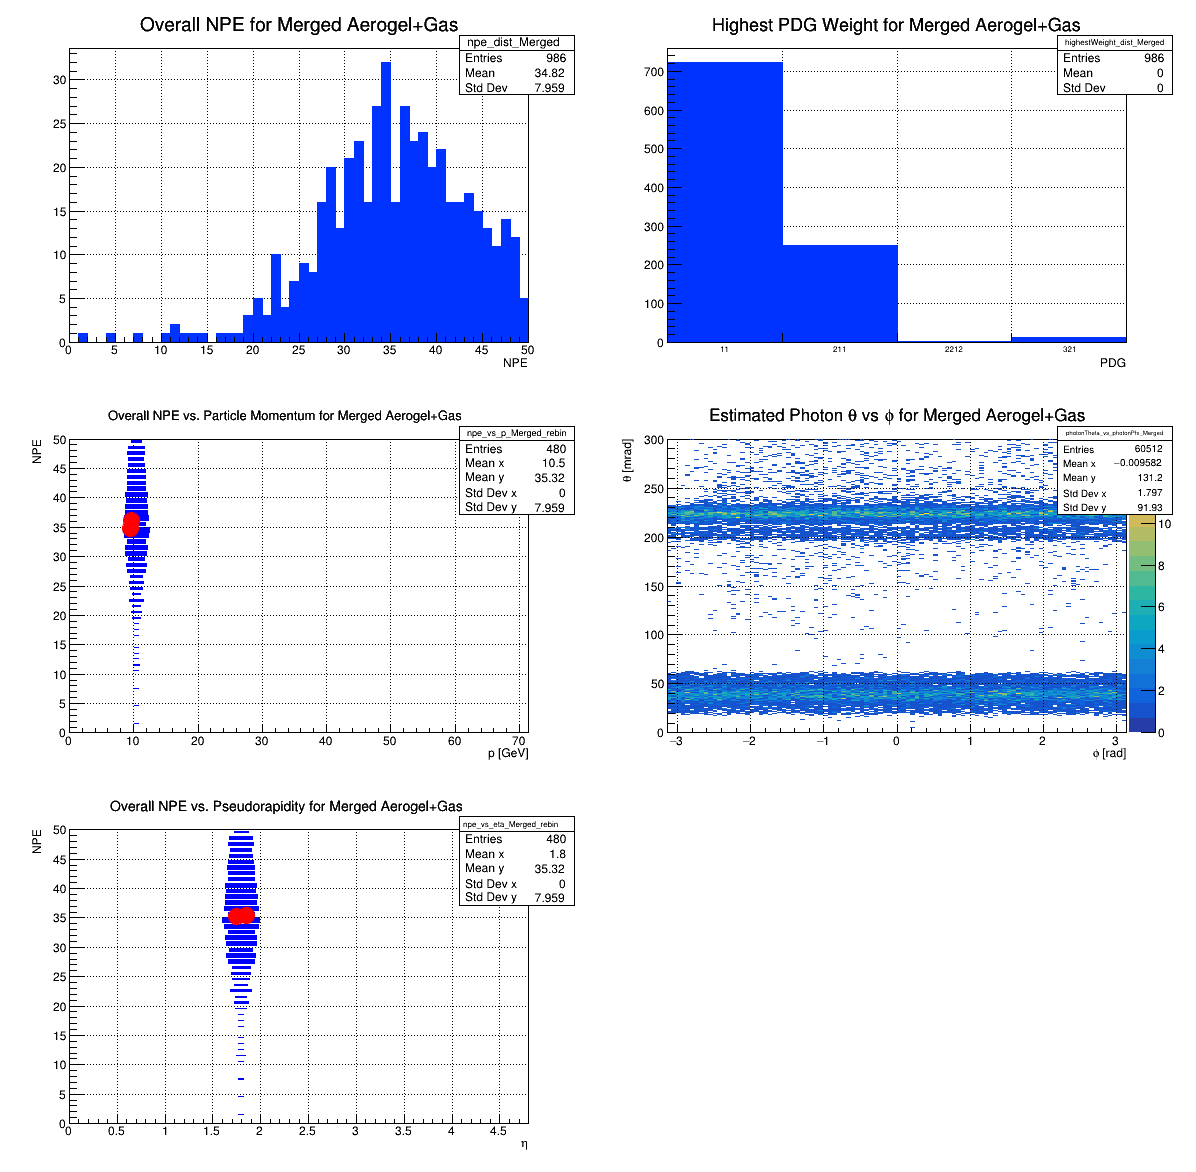 Overall NPE for Merged Aerogel+Gas
npe_dist_Merged
Entries 986
Mean 34.82
Std Dev 7.959
30
25
20
15
10
5
0
0 5 10 15 20 25 30 35 40 45 50
NPE
Highest PDG Weight for Merged Aerogel+Gas
highestWeight_dist_Merged
Entries 986
Mean 0
Std Dev 0
700
600
500
400
300
200
100
0
11 211 2212 321
PDG
Overall NPE vs. Particle Momentum for Merged Aerogel+Gas
npe_vs_p_Merged_rebin
Entries 480
Mean x 10.5
Mean y 35.32
Std Dev x 0
Std Dev y 7.959
NPE
50
45
40
35
30
25
20
15
10
5
0
0 10 20 30 40 50 60 70
p [GeV]
Estimated Photon θ vs ϕ for Merged Aerogel+Gas
photonTheta_vs_photonPhi_Merged
Entries 60512
Mean x −0.009582
Mean y 131.2
Std Dev x 1.797
Std Dev y 91.93
θ [mrad]
300
250
200
150
100
50
0
−3 −2 −1 0 1 2 3
ϕ [rad]
10
8
6
4
2
0
Overall NPE vs. Pseudorapidity for Merged Aerogel+Gas
npe_vs_eta_Merged_rebin
Entries 480
Mean x 1.8
Mean y 35.32
Std Dev x 0
Std Dev y 7.959
NPE
50
45
40
35
30
25
20
15
10
5
0
0 0.5 1 1.5 2 2.5 3 3.5 4 4.5
η